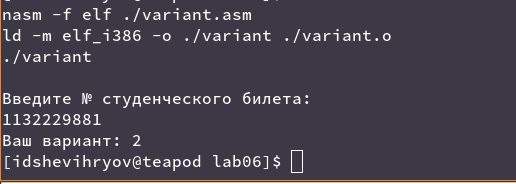 nasm -f elf ./variant.asm
ld -m elf_i386 -o ./variant ./variant.o
./variant
Введите № студенческого билета:
1132229881
Ваш вариант: 2
[idshevihryov@teapod lab06]$